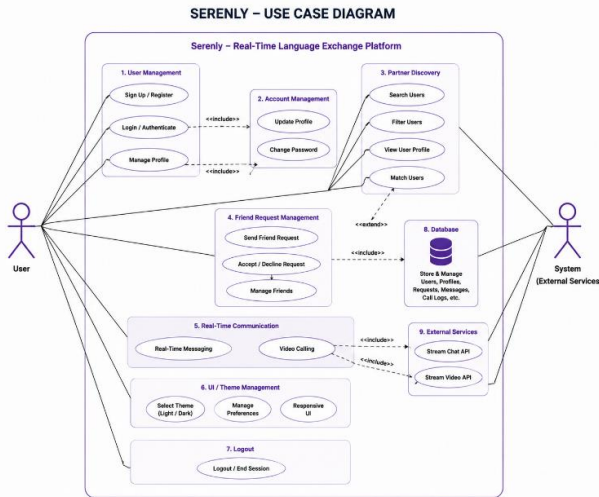 SERENLY – USE CASE DIAGRAM
Serenly – Real-Time Language Exchange Platform
1. User Management
Sign Up / Register
Login / Authenticate
Manage Profile
<<include>>
<<include>>
2. Account Management
Update Profile
Change Password
3. Partner Discovery
Search Users
Filter Users
View User Profile
Match Users
<<extend>>
User
4. Friend Request Management
Send Friend Request
Accept / Decline Request
Manage Friends
<<include>>
8. Database
Store & Manage
Users, Profiles,
Requests, Messages,
Call Logs, etc.
System
(External Services)
5. Real-Time Communication
Real-Time Messaging
Video Calling
<<include>>
<<include>>
9. External Services
Stream Chat API
Stream Video API
6. UI / Theme Management
Select Theme
(Light / Dark)
Manage
Preferences
Responsive
UI
7. Logout
Logout / End Session